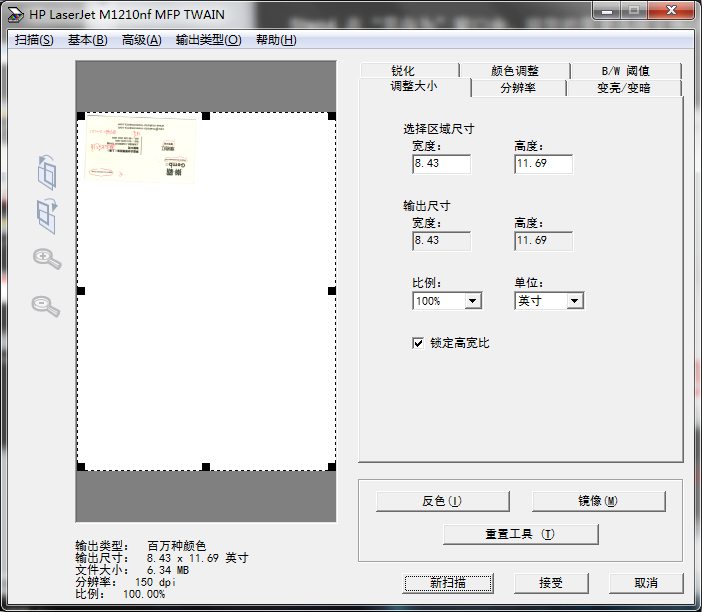 HP LaserJet M1210nf MFP TWAIN
扫描(S) 基本(B) 高级(A) 输出类型(O) 帮助(H)
锐化 颜色调整 B/W 阈值
调整大小 分辨率 变亮/变暗
选择区域尺寸
宽度： 高度：
8.43 11.69
输出尺寸
宽度： 高度：
8.43 11.69
比例： 单位：
100% 英寸
锁定高宽比
反色(I) 镜像(M)
重置工具 (T)
输出类型： 百万种颜色
输出尺寸： 8.43 x 11.69 英寸
文件大小： 6.34 MB
分辨率： 150 dpi
比例： 100.00%
新扫描 接受 取消